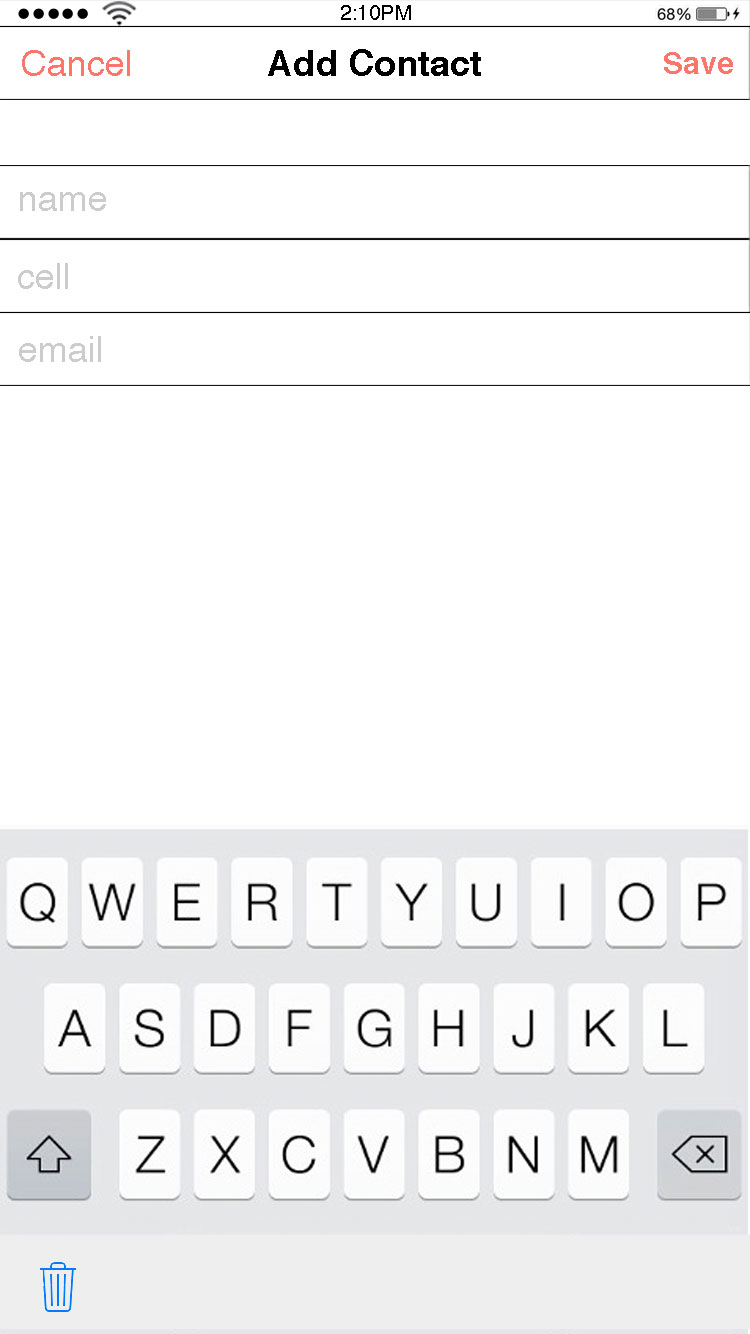 2:10PM 68%
Cancel Add Contact Save
name
cell
email
Q W E R T Y U I O P
A S D F G H J K L
Z X C V B N M